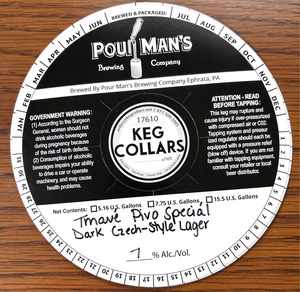 BREWED & PACKAGED:
JAN FEB MAR APR MAY JUN JUL AUG SEP OCT NOV DEC
POUR MAN'S
Brewing Company
Brewed By Pour Man's Brewing Company Ephrata, PA
GOVERNMENT WARNING:
(1) According to the Surgeon
General, women should not
drink alcoholic beverages
during pregnancy because
of the risk of birth defects.
(2) Consumption of alcoholic
beverages impairs your ability
to drive a car or operate
machinery, and may cause
health problems.
17610
KEG
COLLARS
.net
ATTENTION - READ
BEFORE TAPPING:
This keg may rupture and
cause injury if over-pressurized
with compressed air or C02.
Tapping system and pressur-
ized regulator should each be
equipped with a pressure relief
(blow off) device. If you are not
familiar with tapping equipment,
consult your retailer or local
beer distributor.
Net Contents: 5.16 U.S. Gallons 7.75 U.S. Gallons 15.5 U.S. Gallons
Tmavé Pivo Special
Dark Czech-Style Lager
7 % Alc./Vol.